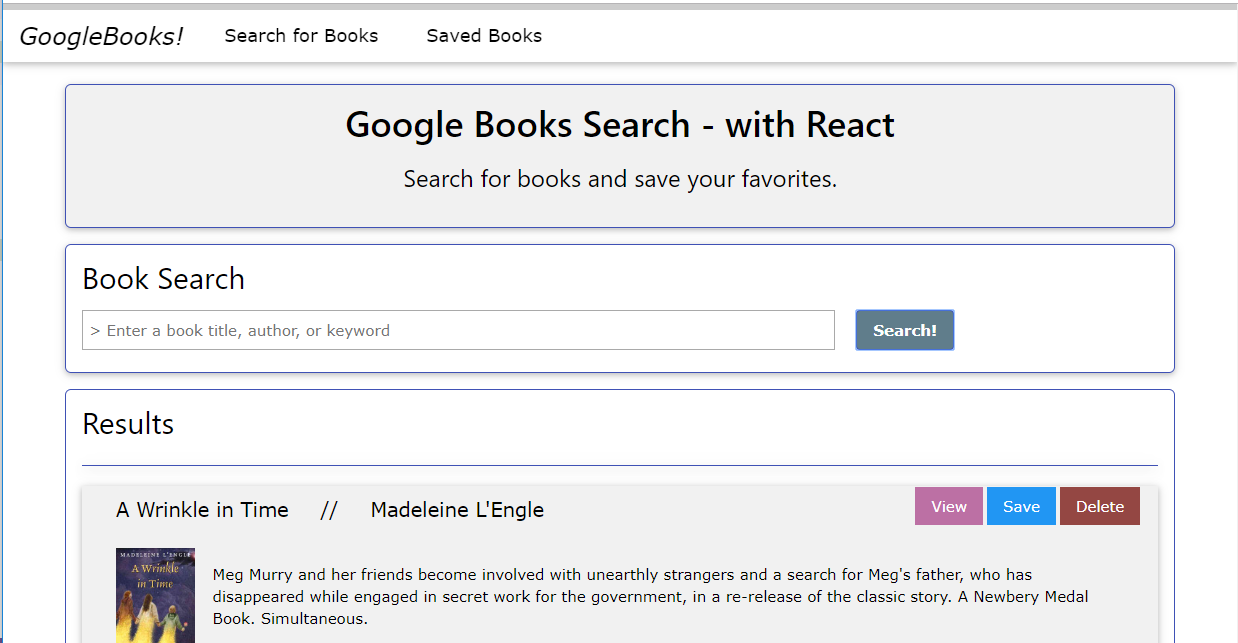 GoogleBooks! Search for Books Saved Books
Google Books Search - with React
Search for books and save your favorites.
Book Search
> Enter a book title, author, or keyword Search!
Results
A Wrinkle in Time // Madeleine L'Engle View Save Delete
MADELEINE L'ENGLE
A Wrinkle
in Time
Meg Murry and her friends become involved with unearthly strangers and a search for Meg's father, who has
disappeared while engaged in secret work for the government, in a re-release of the classic story. A Newbery Medal
Book. Simultaneous.